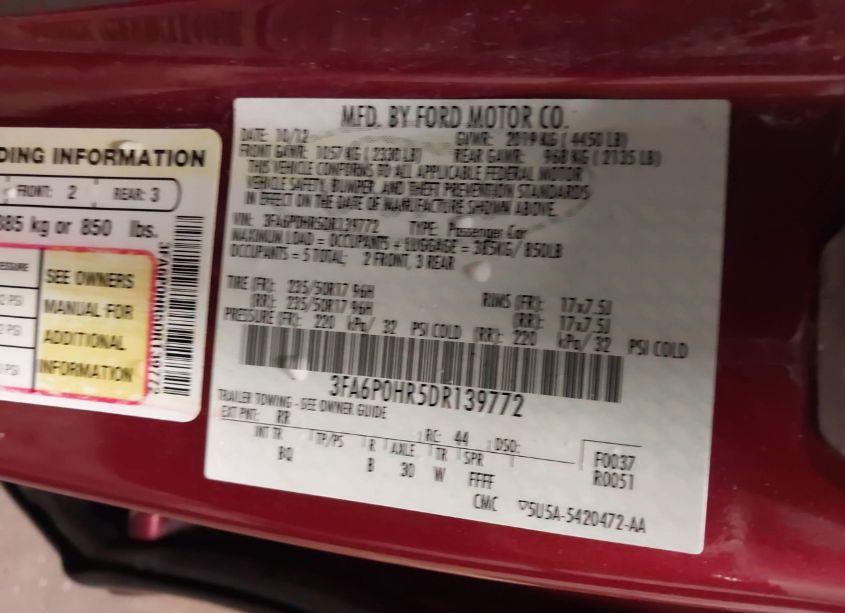 DING INFORMATION
FRONT: 2 REAR: 3
385 kg or 850 lbs.
SEE OWNERS
MANUAL FOR
ADDITIONAL
INFORMATION
3FA6P0HR5DR139772
MFD. BY FORD MOTOR CO.
DATE: 10/12 GVWR: 2019 KG ( 4450 LB)
FRONT GAWR: 1057 KG ( 2330 LB) REAR GAWR: 968 KG ( 2135 LB)
THIS VEHICLE CONFORMS TO ALL APPLICABLE FEDERAL MOTOR
VEHICLE SAFETY, BUMPER, AND THEFT PREVENTION STANDARDS
IN EFFECT ON THE DATE OF MANUFACTURE SHOWN ABOVE.
VIN: 3FA6P0HR5DR139772 TYPE: Passenger Car
MAXIMUM LOAD = OCCUPANTS + LUGGAGE = 385KG/ 850LB
OCCUPANTS = 5 TOTAL; 2 FRONT, 3 REAR
TIRE (FR): 235/50R17 96H RIMS (FR): 17x7.5J
(RR): 235/50R17 96H (RR): 17x7.5J
PRESSURE (FR): 220 kPa/ 32 PSI COLD (RR): 220 kPa/ 32 PSI COLD
3FA6P0HR5DR139772
TRAILER TOWING - SEE OWNER GUIDE
EXT PNT: RR RC: 44 DSO:
INT TR TP/PS R AXLE TR SPR F0037
BQ B 30 W FFFF R0051
CMC 5U5A-5420472-AA